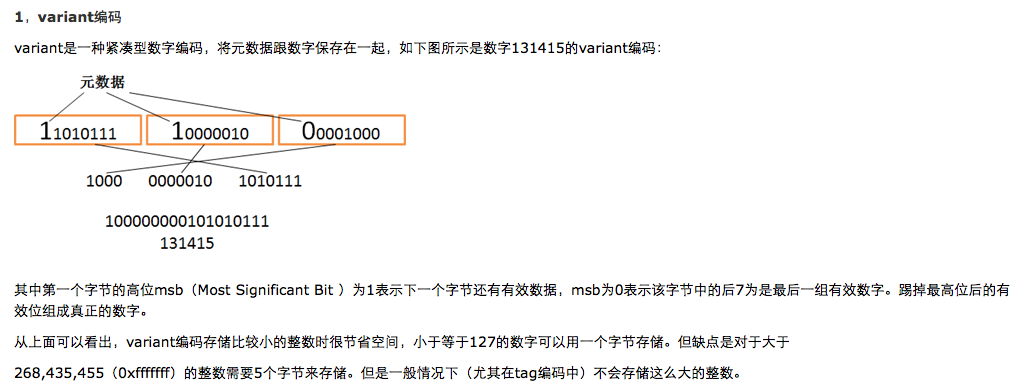 1，variant编码
variant是一种紧凑型数字编码，将元数据跟数字保存在一起，如下图所示是数字131415的variant编码：
元数据
11010111 10000010 00001000
1000 0000010 1010111
100000000101010111
131415
其中第一个字节的高位msb（Most Significant Bit ）为1表示下一个字节还有有效数据，msb为0表示该字节中的后7为是最后一组有效数字。踢掉最高位后的有
效位组成真正的数字。
从上面可以看出，variant编码存储比较小的整数时很节省空间，小于等于127的数字可以用一个字节存储。但缺点是对于大于
268,435,455（0xfffffff）的整数需要5个字节来存储。但是一般情况下（尤其在tag编码中）不会存储这么大的整数。